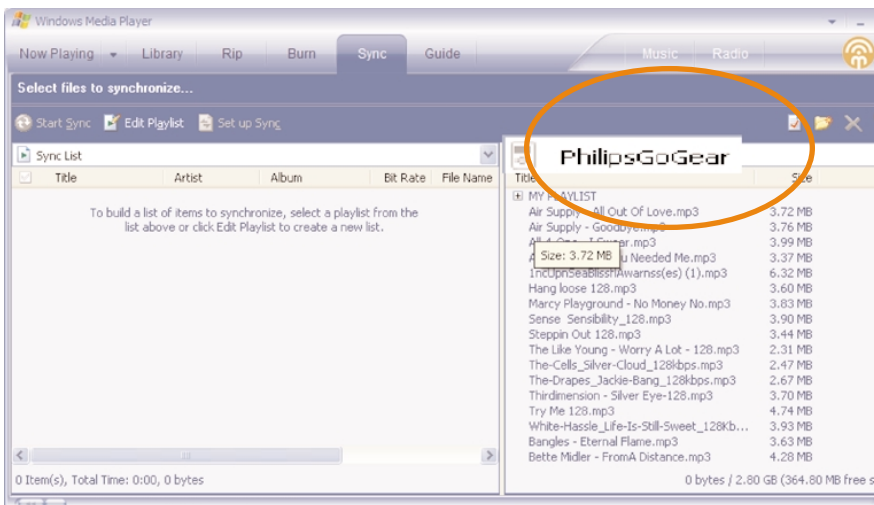 Windows Media Player
Now Playing Library Rip Burn Sync Guide Music Radio
Select files to synchronize...
Start Sync Edit Playlist Set up Sync
Sync List
PhilipsGoGear
Title Artist Album Bit Rate File Name
To build a list of items to synchronize, select a playlist from the
list above or click Edit Playlist to create a new list.
Title Size
MY PLAYLIST
Air Supply - All Out Of Love.mp3 3.72 MB
Air Supply - Goodbye.mp3 3.76 MB
All-4-One - I Swear.mp3 3.99 MB
Size: 3.72 MB
u Needed Me.mp3 3.37 MB
(1).mp3 6.32 MB
Hang loose 128.mp3 3.60 MB
Marcy Playground - No Money No.mp3 3.83 MB
Sense Sensibility_128.mp3 3.90 MB
Steppin Out 128.mp3 3.44 MB
The Like Young - Worry A Lot - 128.mp3 2.31 MB
The-Cells_Silver-Cloud_128kbps.mp3 2.47 MB
The-Drapes_Jackie-Bang_128kbps.mp3 2.67 MB
Thirdimension - Silver Eye-128.mp3 3.70 MB
Try Me 128.mp3 4.74 MB
White-Hassle_Life-Is-Still-Sweet_128Kb... 3.93 MB
Bangles - Eternal Flame.mp3 3.63 MB
Bette Midler - FromA Distance.mp3 4.28 MB
0 Item(s), Total Time: 0:00, 0 bytes
0 bytes / 2.80 GB (364.80 MB free s